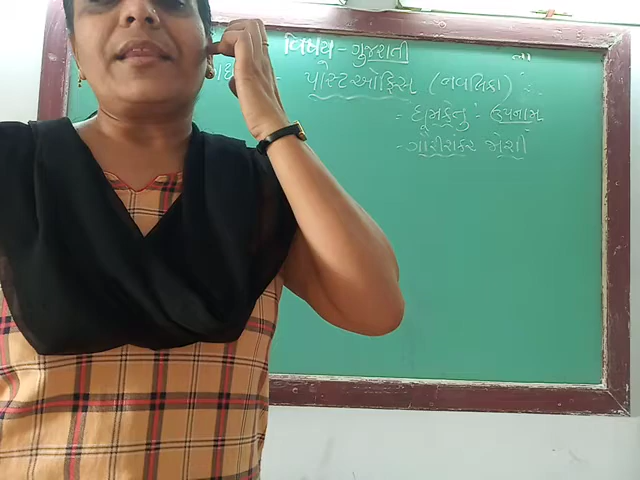 વિષય - ગુજરાતી
પોસ્ટઓફિસ (નવલિકા) :-
- ધૂમકેતુ : ઉપનામ
- ગૌરીશંકર જોશી